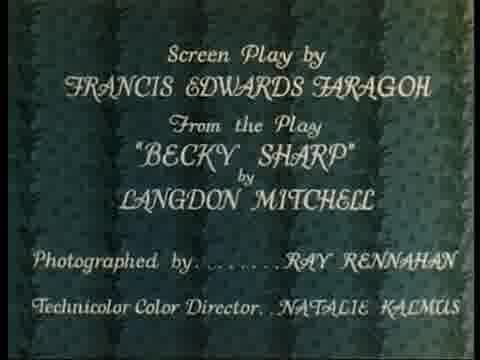 Screen Play by
FRANCIS EDWARDS FARAGOH
From the Play
"BECKY SHARP"
by
LANGDON MITCHELL
Photographed by........RAY RENNAHAN
Technicolor Color Director..NATALIE KALMUS